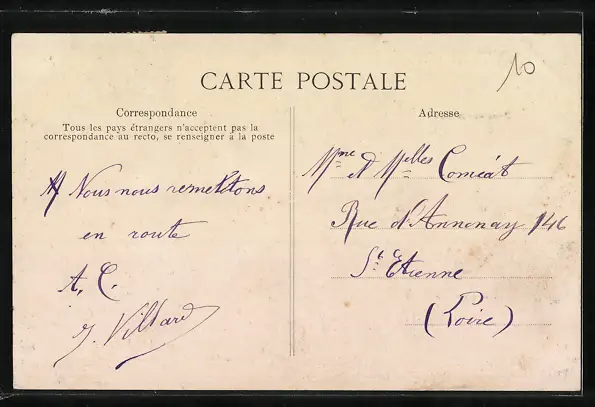 10
CARTE POSTALE
Correspondance
Tous les pays étrangers n'acceptent pas la
correspondance au recto, se renseigner à la poste
Nous nous remettons
en route
A. C.
J. Villard
Adresse
Mme et Melles Coméat
Rue d'Annonay 146
St Etienne
(Loire)